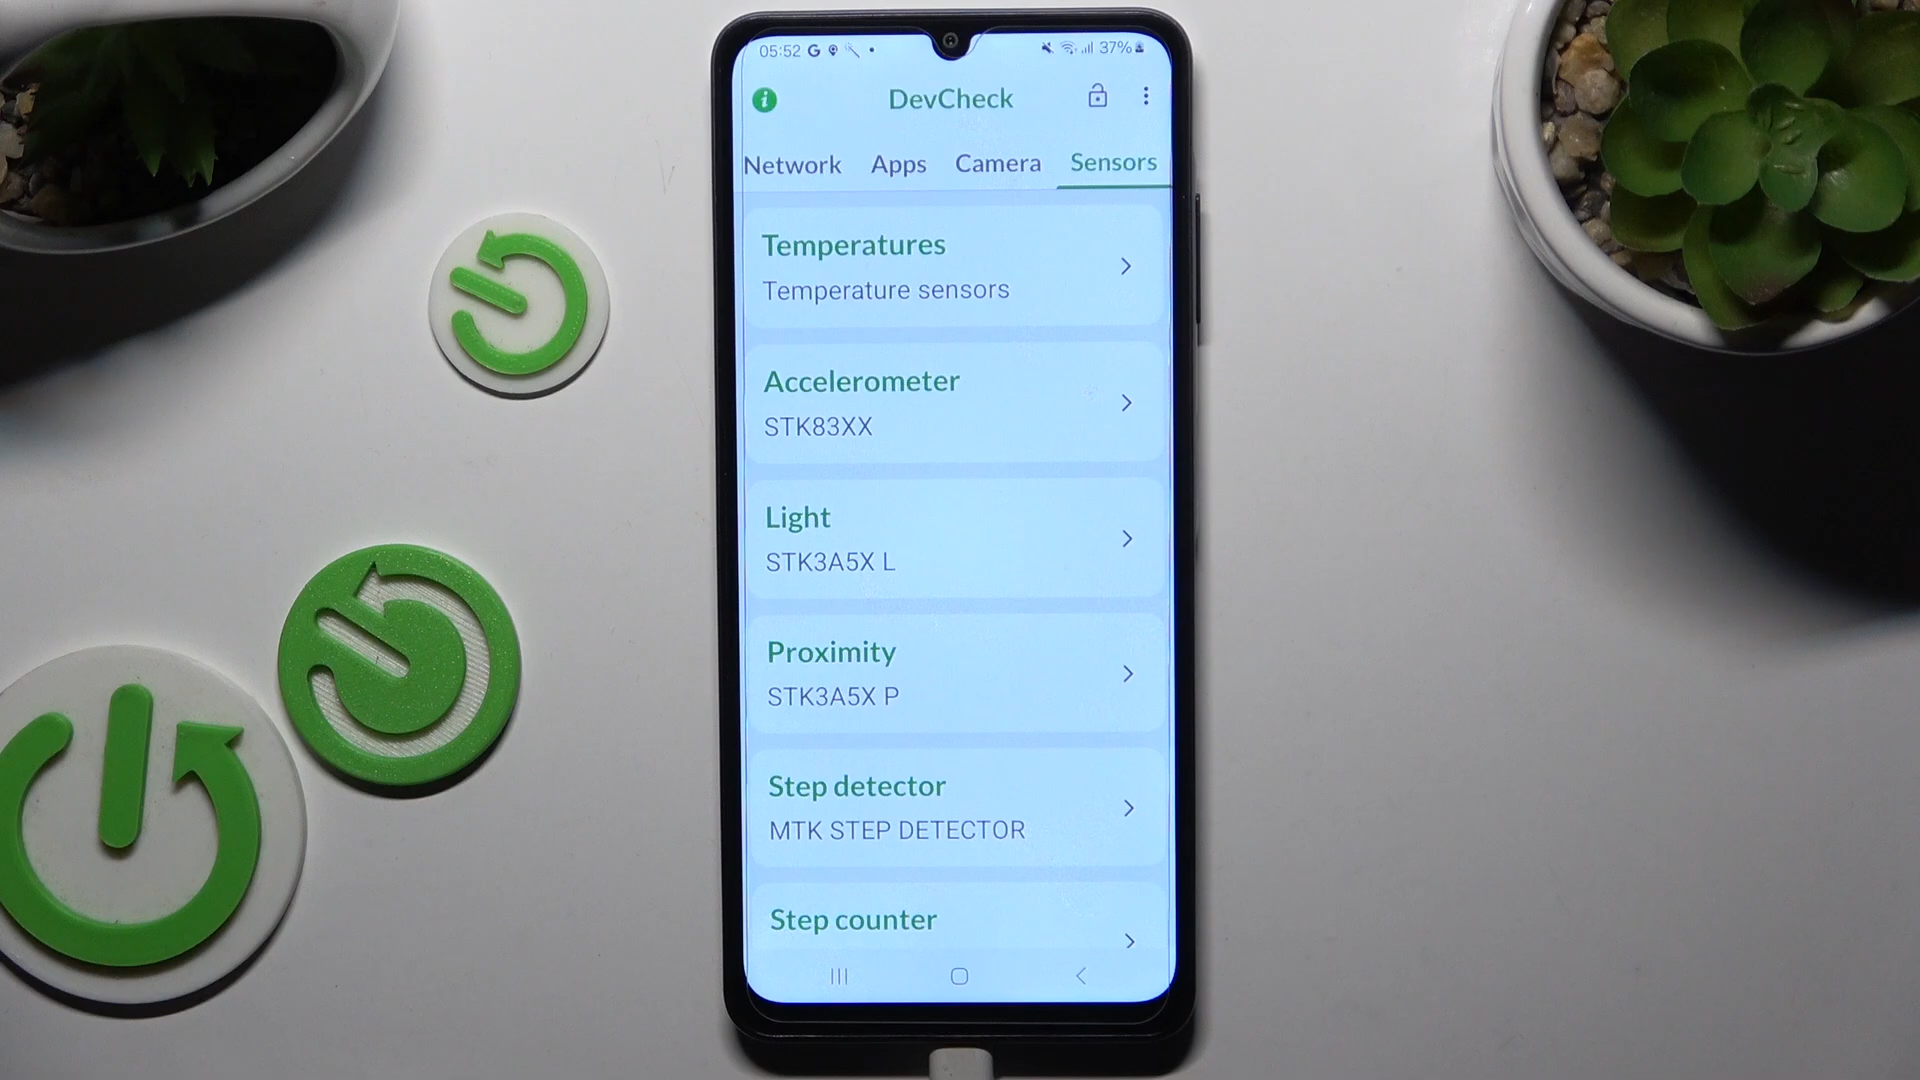 05:52 G 37%
i DevCheck
Network Apps Camera Sensors
Temperatures
Temperature sensors
Accelerometer
STK83XX
Light
STK3A5X L
Proximity
STK3A5X P
Step detector
MTK STEP DETECTOR
Step counter